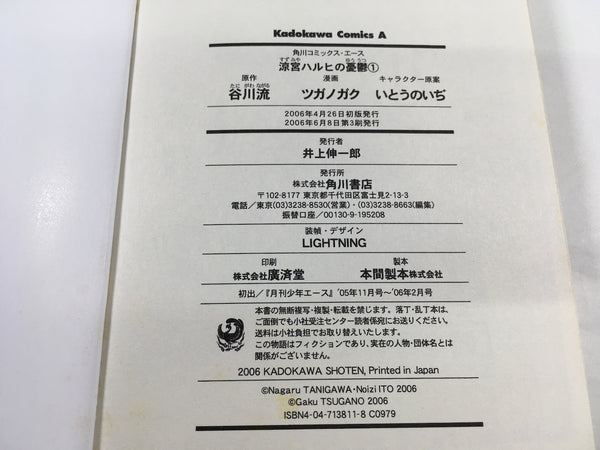 Kadokawa Comics A
角川コミックス・エース
すずみや ゆううつ
涼宮ハルヒの憂鬱①
原作 漫画 キャラクター原案
たに がわ ながる
谷川流 ツガノガク いとうのいぢ
2006年4月26日初版発行
2006年6月8日第3刷発行
発行者
井上伸一郎
発行所
株式会社角川書店
〒102-8177 東京都千代田区富士見2-13-3
電話／東京(03)3238-8530(営業)・(03)3238-8663(編集)
振替口座／00130-9-195208
装幀・デザイン
LIGHTNING
印刷 製本
株式会社廣済堂 本間製本株式会社
初出／『月刊少年エース』'05年11月号～'06年2月号
本書の無断複写・複製・転載を禁じます。落丁・乱丁本は、
ご面倒でも小社受注センター読者係宛にお送りください。
送料は小社負担でお取り替えいたします。
この物語はフィクションであり、実在の人物・団体名とは
関係がございません。
2006 KADOKAWA SHOTEN, Printed in Japan
©Nagaru TANIGAWA・Noizi ITO 2006
©Gaku TSUGANO 2006
ISBN4-04-713811-8 C0979